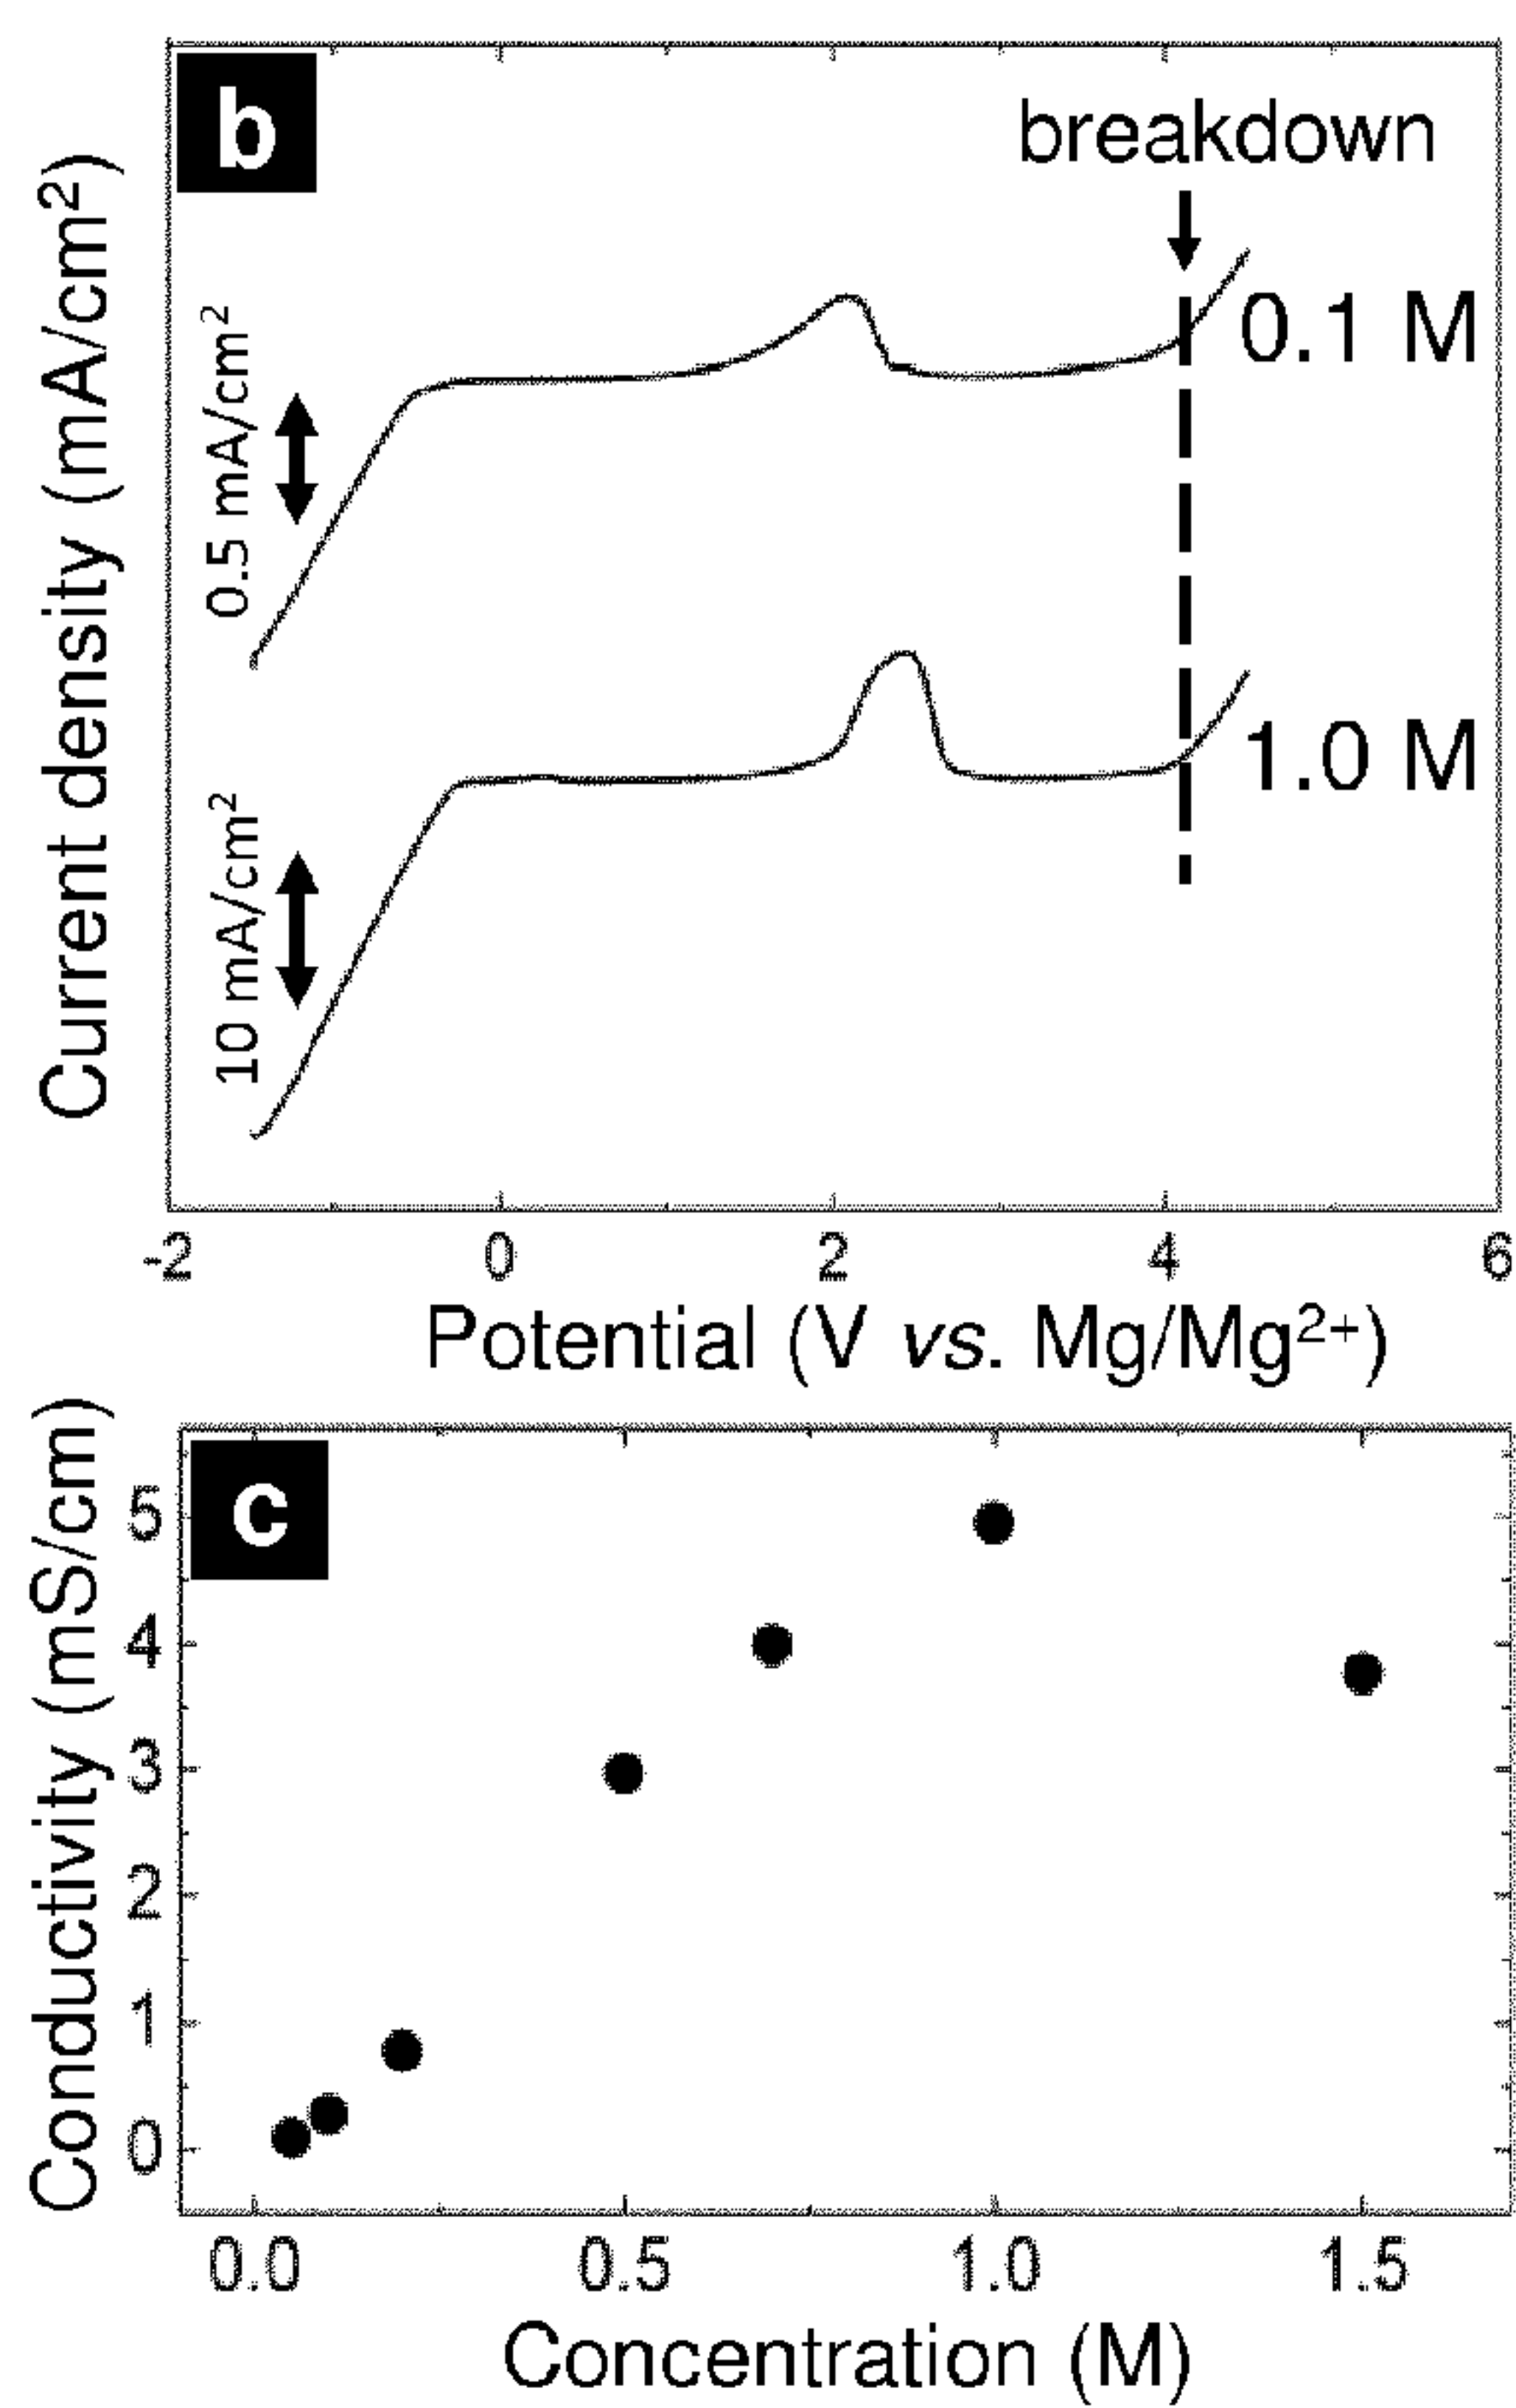 b
breakdown
Current density (mA/cm²)
0.5 mA/cm²
0.1 M
10 mA/cm²
1.0 M
-2 0 2 4 6
Potential (V vs. Mg/Mg²⁺)
c
Conductivity (mS/cm)
5
4
3
2
1
0
0.0 0.5 1.0 1.5
Concentration (M)